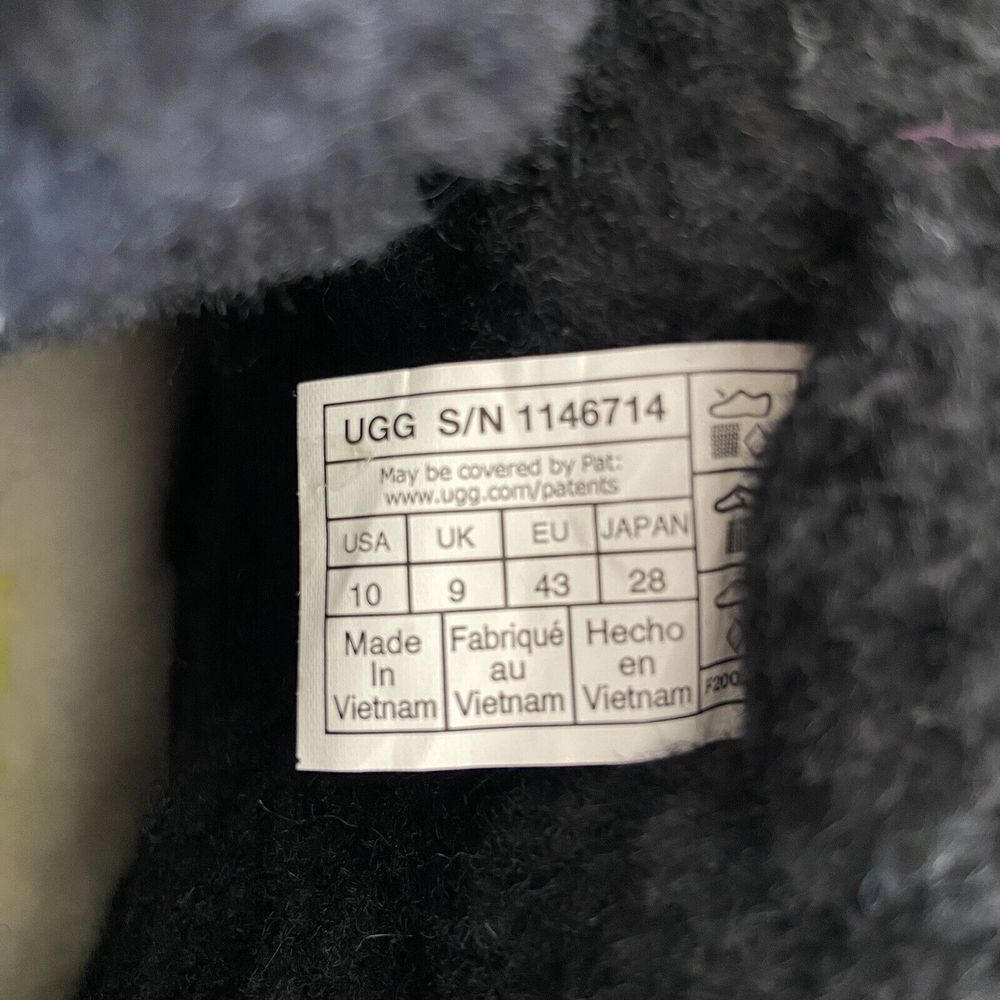 UGG S/N 1146714
May be covered by Pat:
www.ugg.com/patents
USA UK EU JAPAN
10 9 43 28
Made In Vietnam
Fabriqué au Vietnam
Hecho en Vietnam